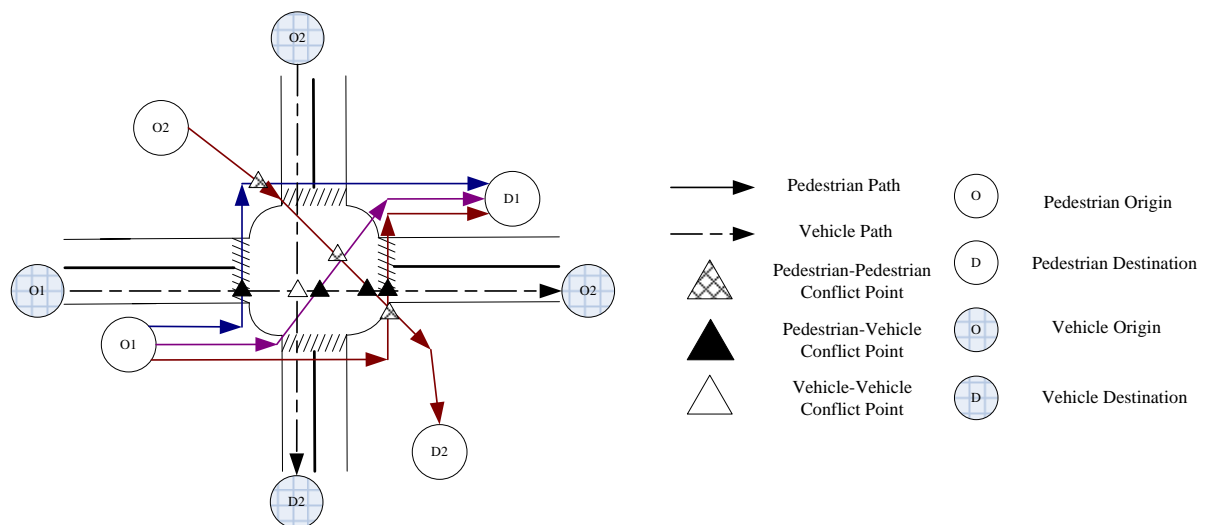 O2
O2
D1
O1
O2
O1
D2
D2
Pedestrian Path
Vehicle Path
Pedestrian-Pedestrian
Conflict Point
Pedestrian-Vehicle
Conflict Point
Vehicle-Vehicle
Conflict Point
O
Pedestrian Origin
D
Pedestrian Destination
O
Vehicle Origin
D
Vehicle Destination